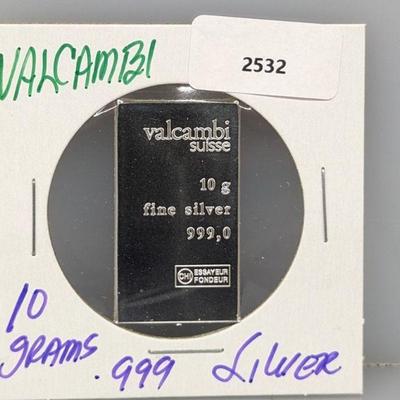 VALCAMBI
2532
valcambi
suisse
10 g
fine silver
999,0
CHI ESSAYEUR
FONDEUR
10
GRAMS .999 SILVER